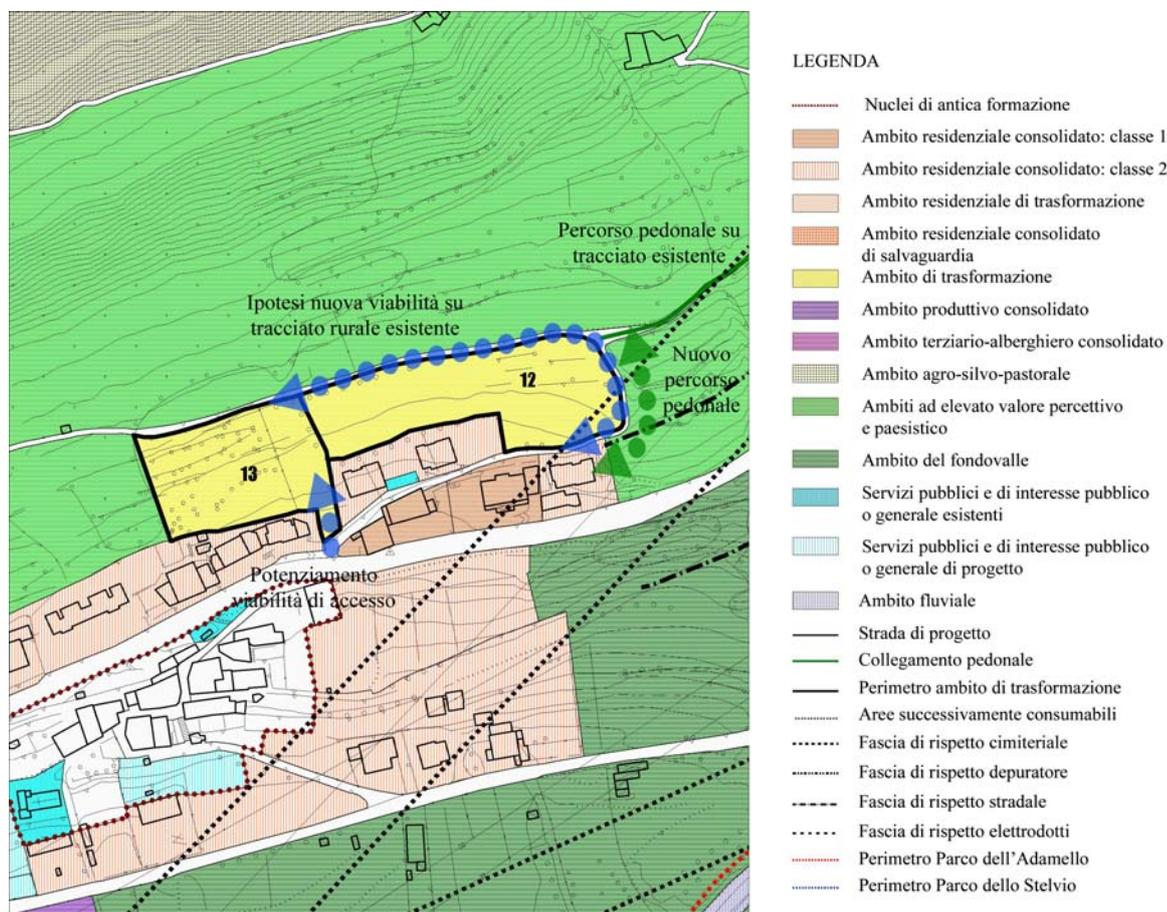 Percorso pedonale su
tracciato esistente
Ipotesi nuova viabilità su
tracciato rurale esistente
Nuovo
percorso
pedonale
12
13
Potenziamento
viabilità di accesso
LEGENDA
Nuclei di antica formazione
Ambito residenziale consolidato: classe 1
Ambito residenziale consolidato: classe 2
Ambito residenziale di trasformazione
Ambito residenziale consolidato
di salvaguardia
Ambito di trasformazione
Ambito produttivo consolidato
Ambito terziario-alberghiero consolidato
Ambito agro-silvo-pastorale
Ambiti ad elevato valore percettivo
e paesistico
Ambito del fondovalle
Servizi pubblici e di interesse pubblico
o generale esistenti
Servizi pubblici e di interesse pubblico
o generale di progetto
Ambito fluviale
Strada di progetto
Collegamento pedonale
Perimetro ambito di trasformazione
Aree successivamente consumabili
Fascia di rispetto cimiteriale
Fascia di rispetto depuratore
Fascia di rispetto stradale
Fascia di rispetto elettrodotti
Perimetro Parco dell'Adamello
Perimetro Parco dello Stelvio